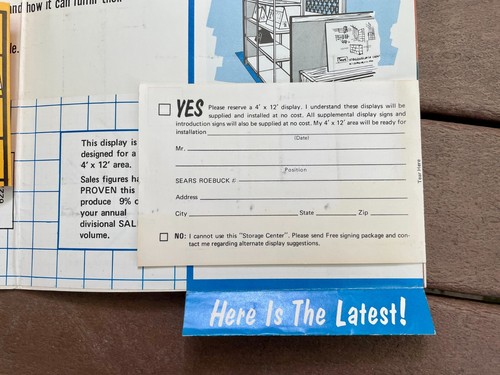 and how it can fulfill their
le.
YES Please reserve a 4' x 12' display. I understand these displays will be
supplied and installed at no cost. All supplemental display signs and
introduction signs will also be supplied at no cost. My 4' x 12' area will be ready for
installation
(Date)
Mr.
Position
SEARS ROEBUCK #
Address
City State Zip
Tear Here
NO: I cannot use this "Storage Center". Please send Free signing package and con-
tact me regarding alternate display suggestions.
This display is
designed for a
4' x 12' area.
Sales figures ha
PROVEN this
produce 9% o
your annual
divisional SAL
volume.
622
Here Is The Latest!